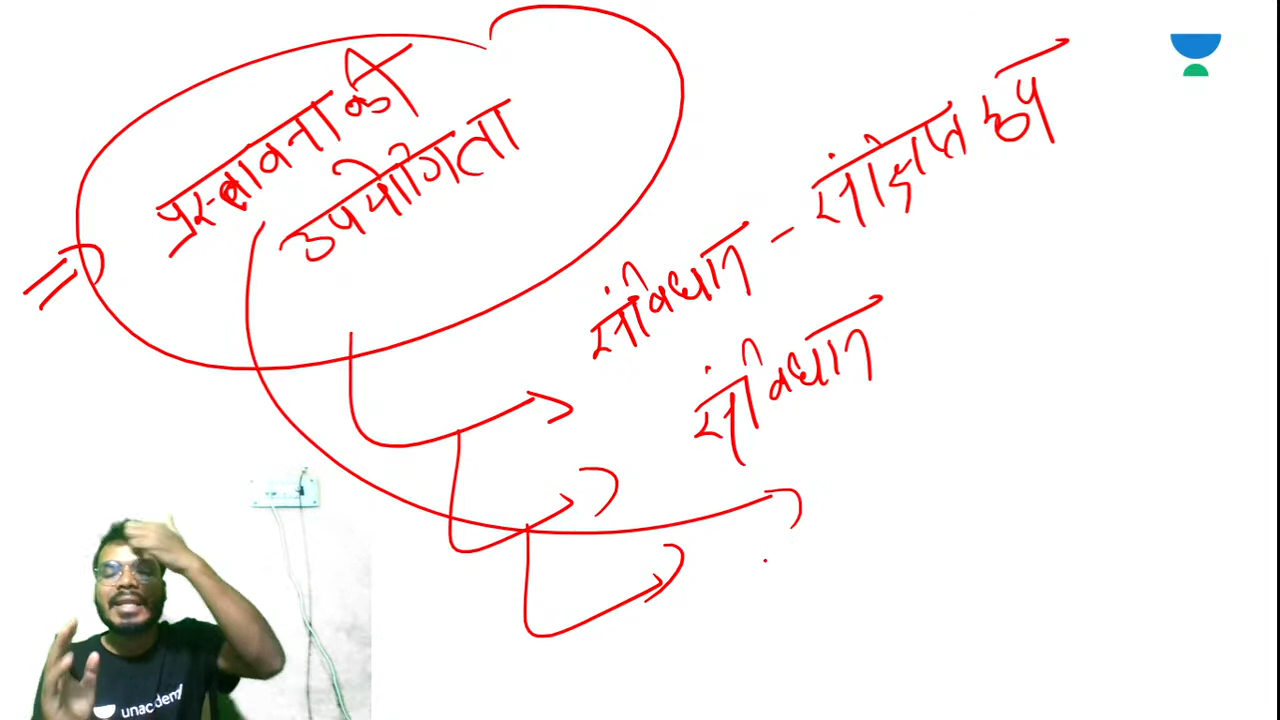 प्रस्तावना की
उपयोगिता
संविधान - संक्षिप्त रूप
संविधान
unacademy